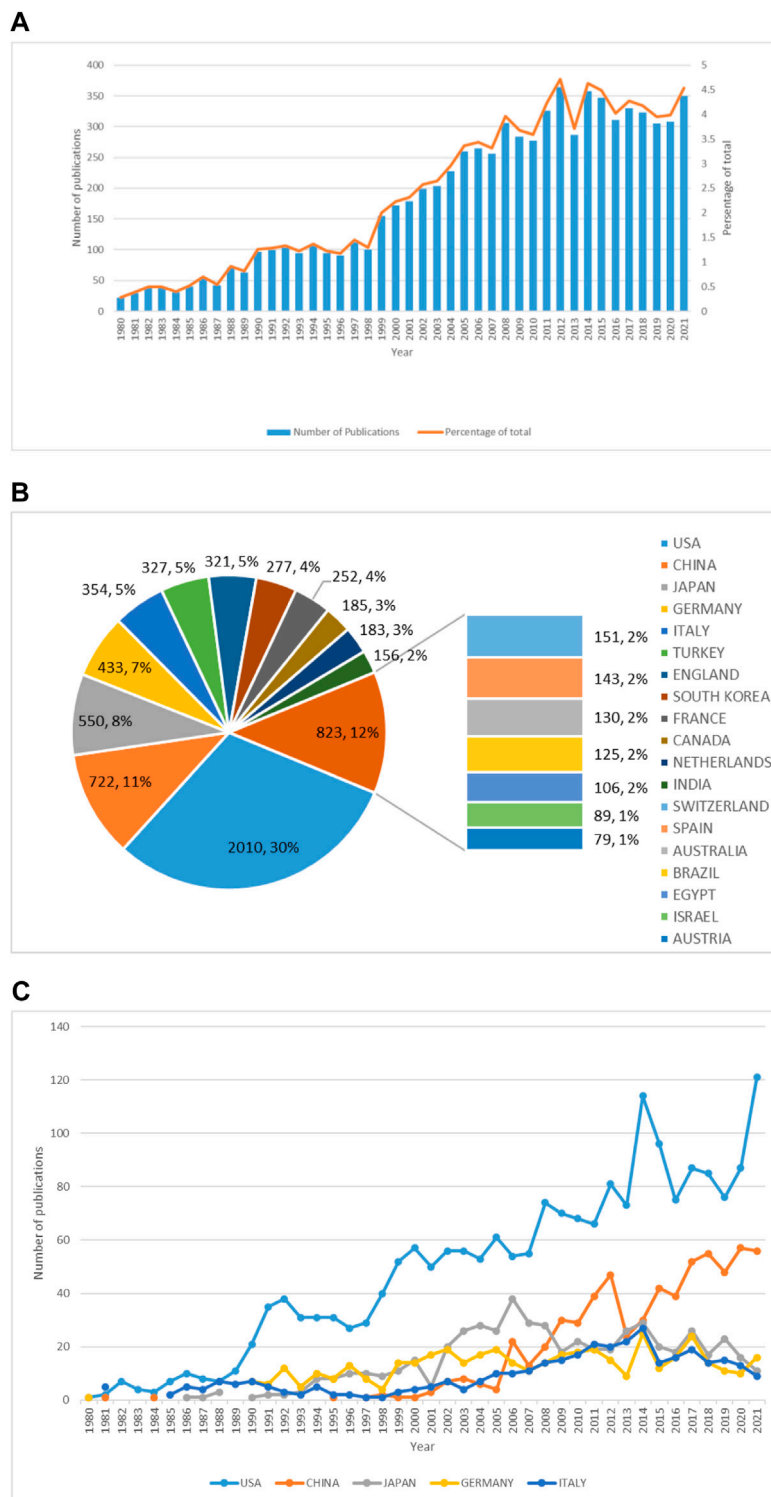 A
400
350
300
250
200
150
100
50
0
Number of publications
5
4.5
4
3.5
3
2.5
2
1.5
1
0.5
0
Persentage of total
1980 1981 1982 1983 1984 1985 1986 1987 1988 1989 1990 1991 1992 1993 1994 1995 1996 1997 1998 1999 2000 2001 2002 2003 2004 2005 2006 2007 2008 2009 2010 2011 2012 2013 2014 2015 2016 2017 2018 2019 2020 2021
Year
Number of Publications Percentage of total
B
327, 5%
321, 5%
277, 4%
252, 4%
354, 5%
185, 3%
183, 3%
156, 2%
433, 7%
550, 8%
722, 11%
2010, 30%
823, 12%
151, 2%
143, 2%
130, 2%
125, 2%
106, 2%
89, 1%
79, 1%
USA
CHINA
JAPAN
GERMANY
ITALY
TURKEY
ENGLAND
SOUTH KOREA
FRANCE
CANADA
NETHERLANDS
INDIA
SWITZERLAND
SPAIN
AUSTRALIA
BRAZIL
EGYPT
ISRAEL
AUSTRIA
C
140
120
100
80
60
40
20
0
Number of publications
1980 1981 1982 1983 1984 1985 1986 1987 1988 1989 1990 1991 1992 1993 1994 1995 1996 1997 1998 1999 2000 2001 2002 2003 2004 2005 2006 2007 2008 2009 2010 2011 2012 2013 2014 2015 2016 2017 2018 2019 2020 2021
Year
USA CHINA JAPAN GERMANY ITALY